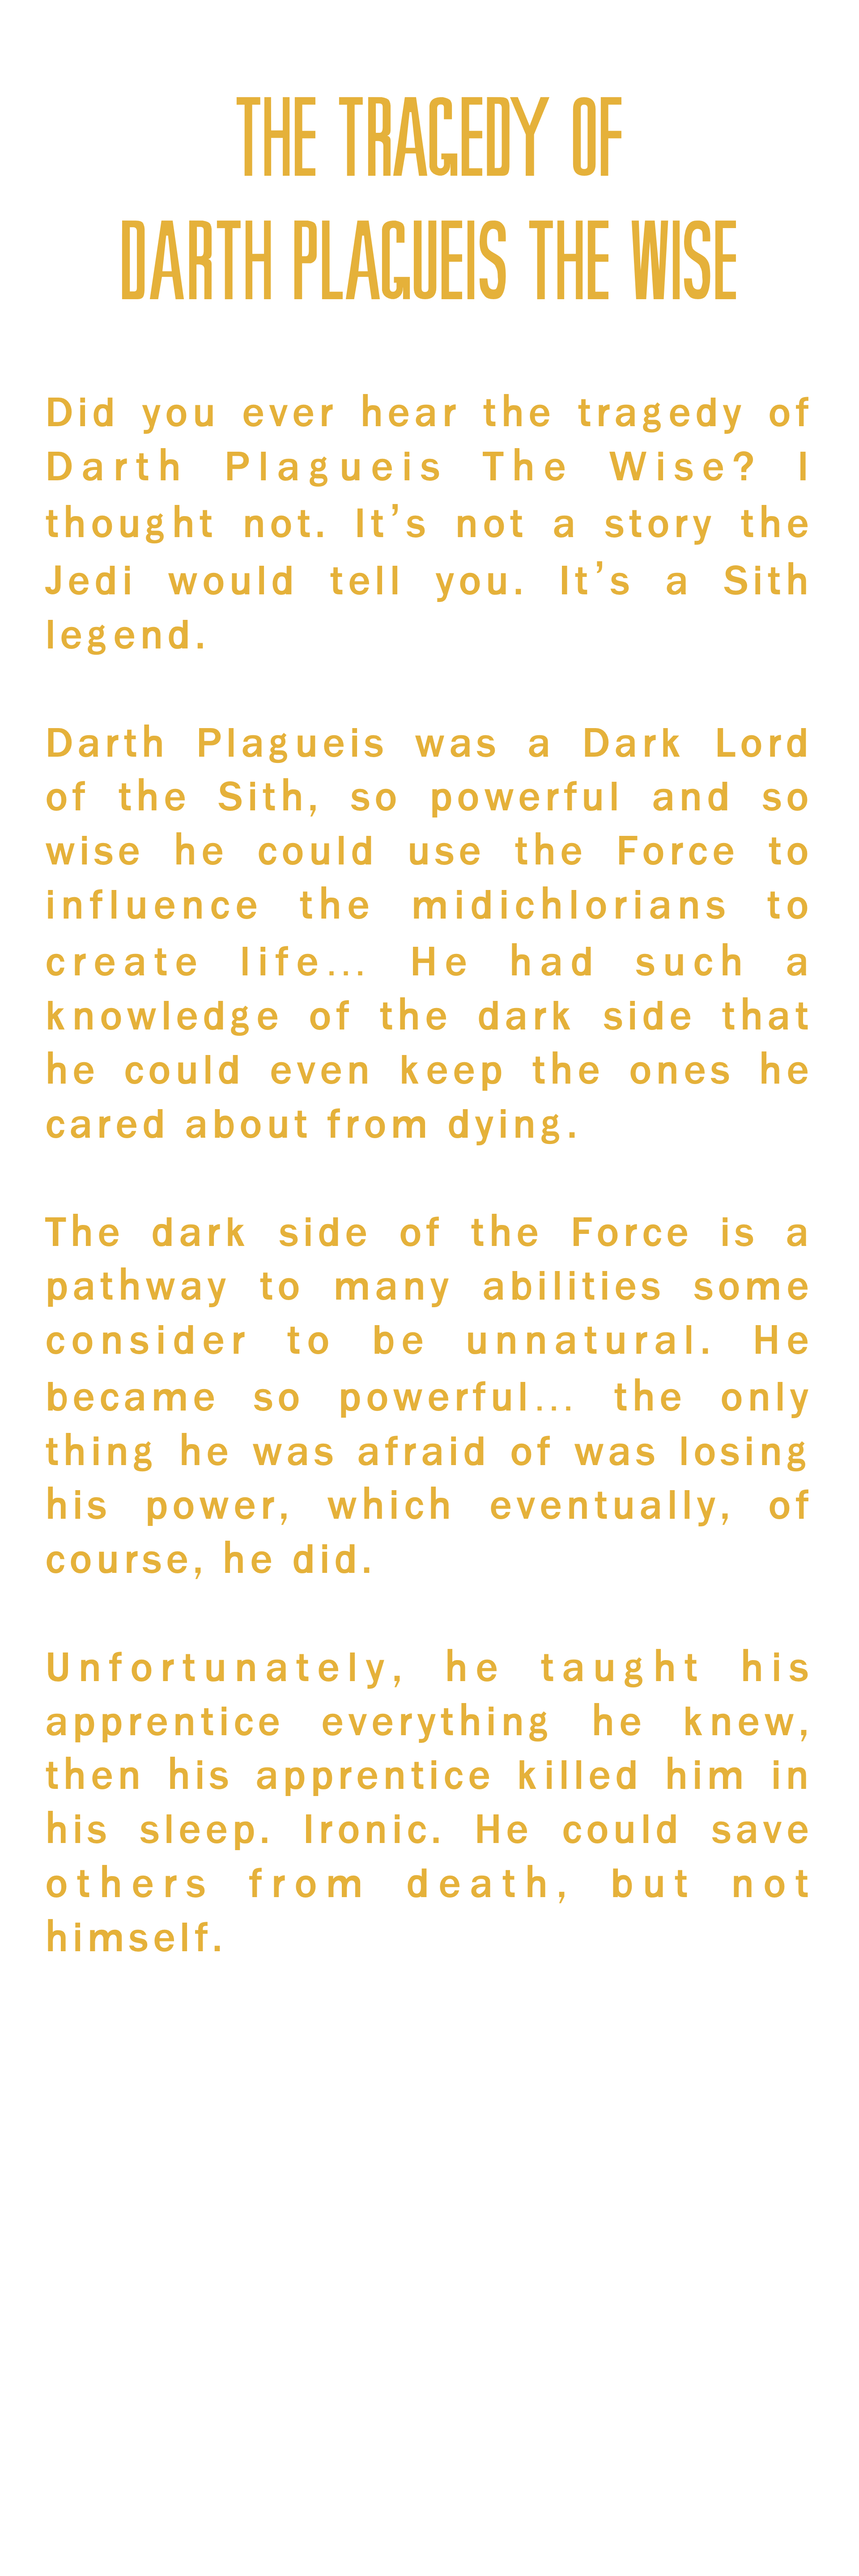 THE TRAGEDY OF
DARTH PLAGUEIS THE WISE
Did you ever hear the tragedy of
Darth Plagueis The Wise? I
thought not. It’s not a story the
Jedi would tell you. It’s a Sith
legend.
Darth Plagueis was a Dark Lord
of the Sith, so powerful and so
wise he could use the Force to
influence the midichlorians to
create life… He had such a
knowledge of the dark side that
he could even keep the ones he
cared about from dying.
The dark side of the Force is a
pathway to many abilities some
consider to be unnatural. He
became so powerful… the only
thing he was afraid of was losing
his power, which eventually, of
course, he did.
Unfortunately, he taught his
apprentice everything he knew,
then his apprentice killed him in
his sleep. Ironic. He could save
others from death, but not
himself.